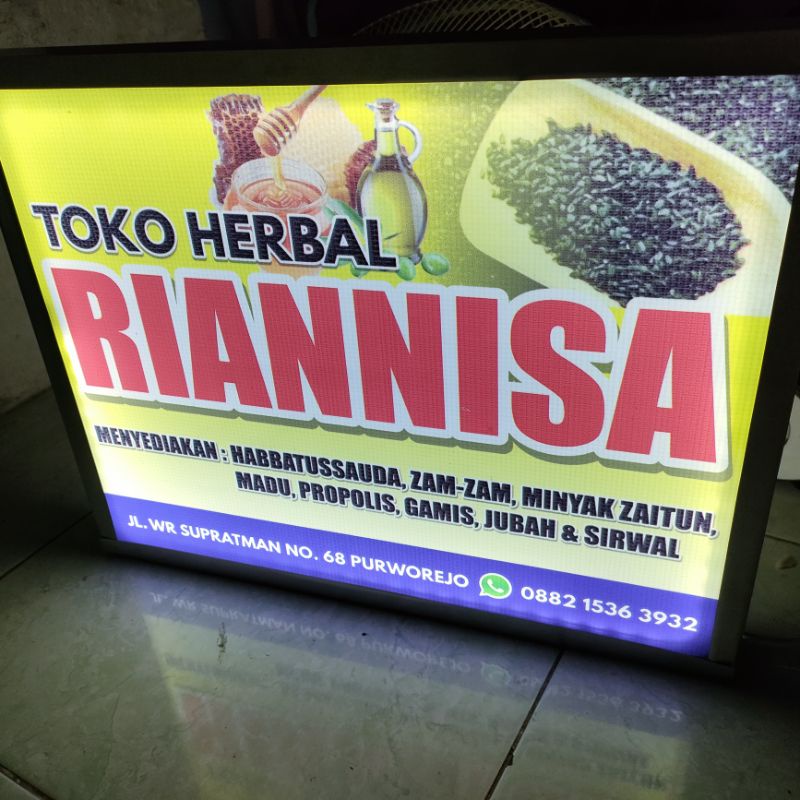 TOKO HERBAL
RIANNISA
MENYEDIAKAN : HABBATUSSAUDA, ZAM-ZAM, MINYAK ZAITUN,
MADU, PROPOLIS, GAMIS, JUBAH & SIRWAL
JL. WR SUPRATMAN NO. 68 PURWOREJO 0882 1536 3932